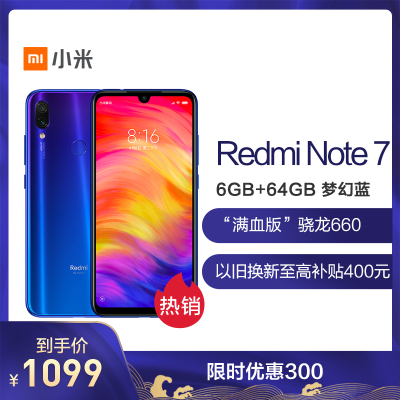 mi 小米
8:16
Redmi
热销
Redmi Note 7
6GB+64GB 梦幻蓝
“满血版”骁龙660
以旧换新至高补贴400元
到手价
¥1099
限时优惠300